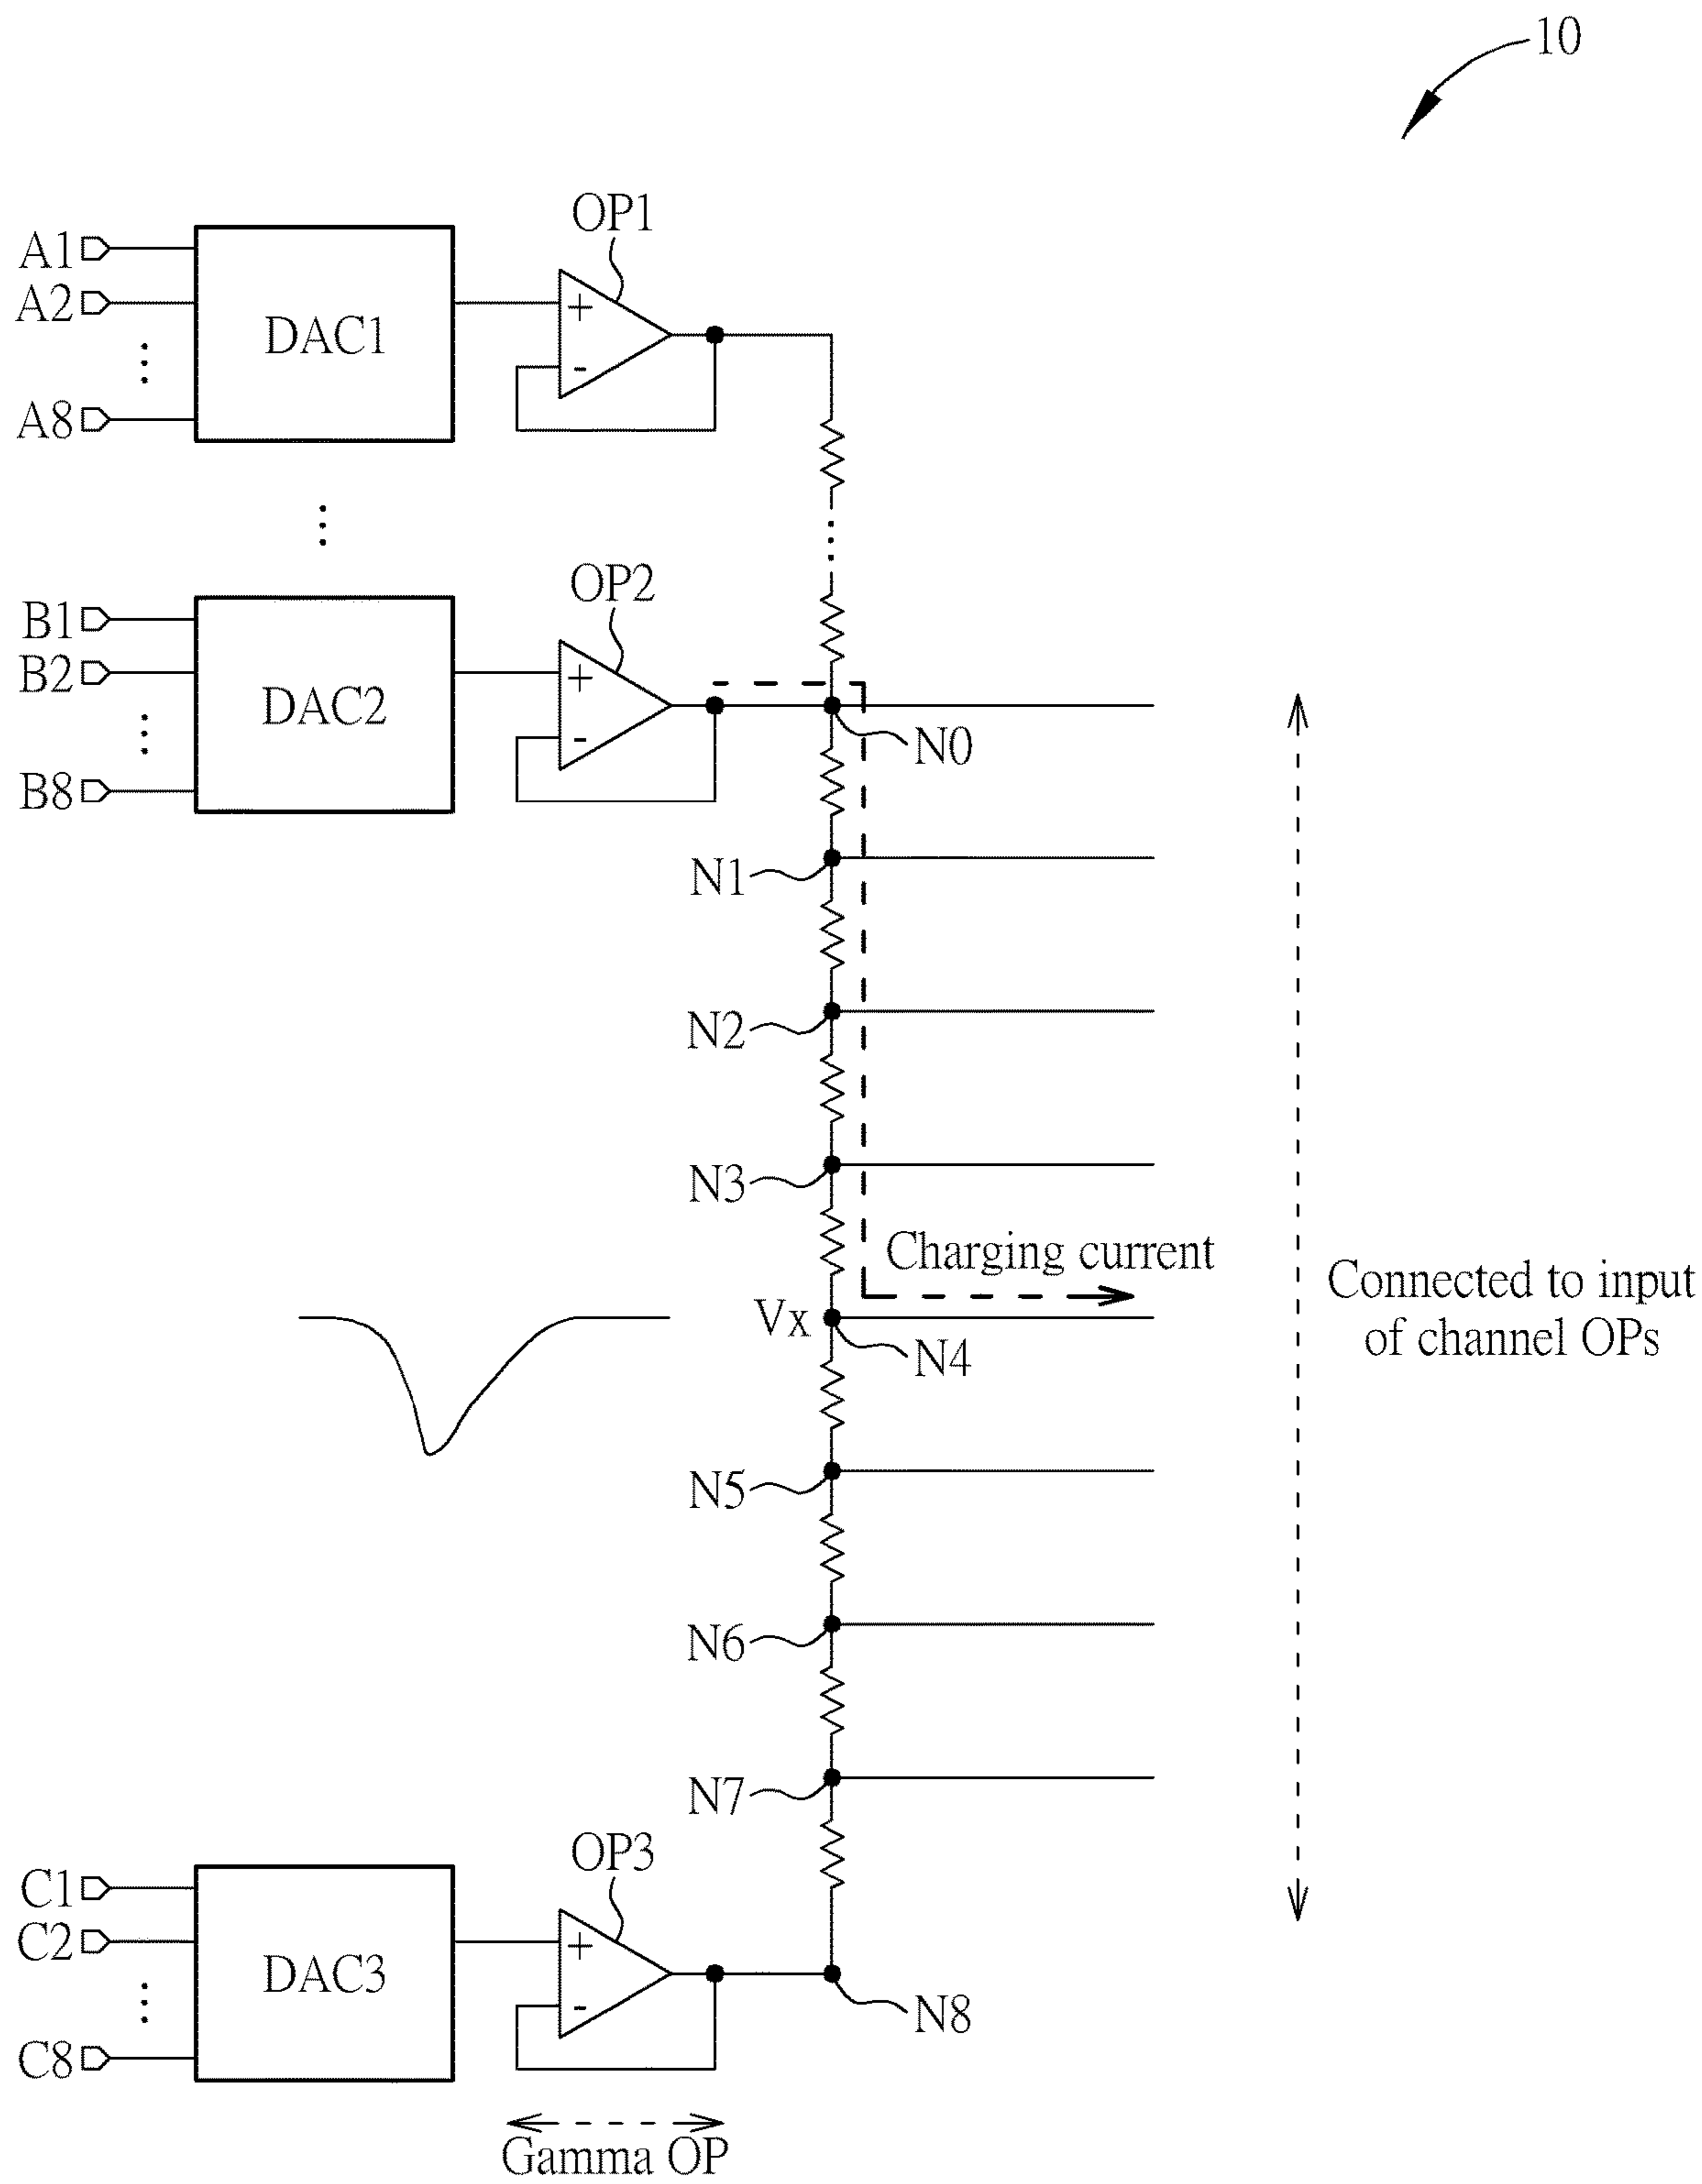 10
OP1
A1
A2
DAC1
+
-
A8
OP2
B1
B2
DAC2
+
-
N0
B8
N1
N2
N3
Charging current
Connected to input
of channel OPs
Vx
N4
N5
N6
N7
OP3
C1
C2
DAC3
+
-
N8
C8
Gamma OP